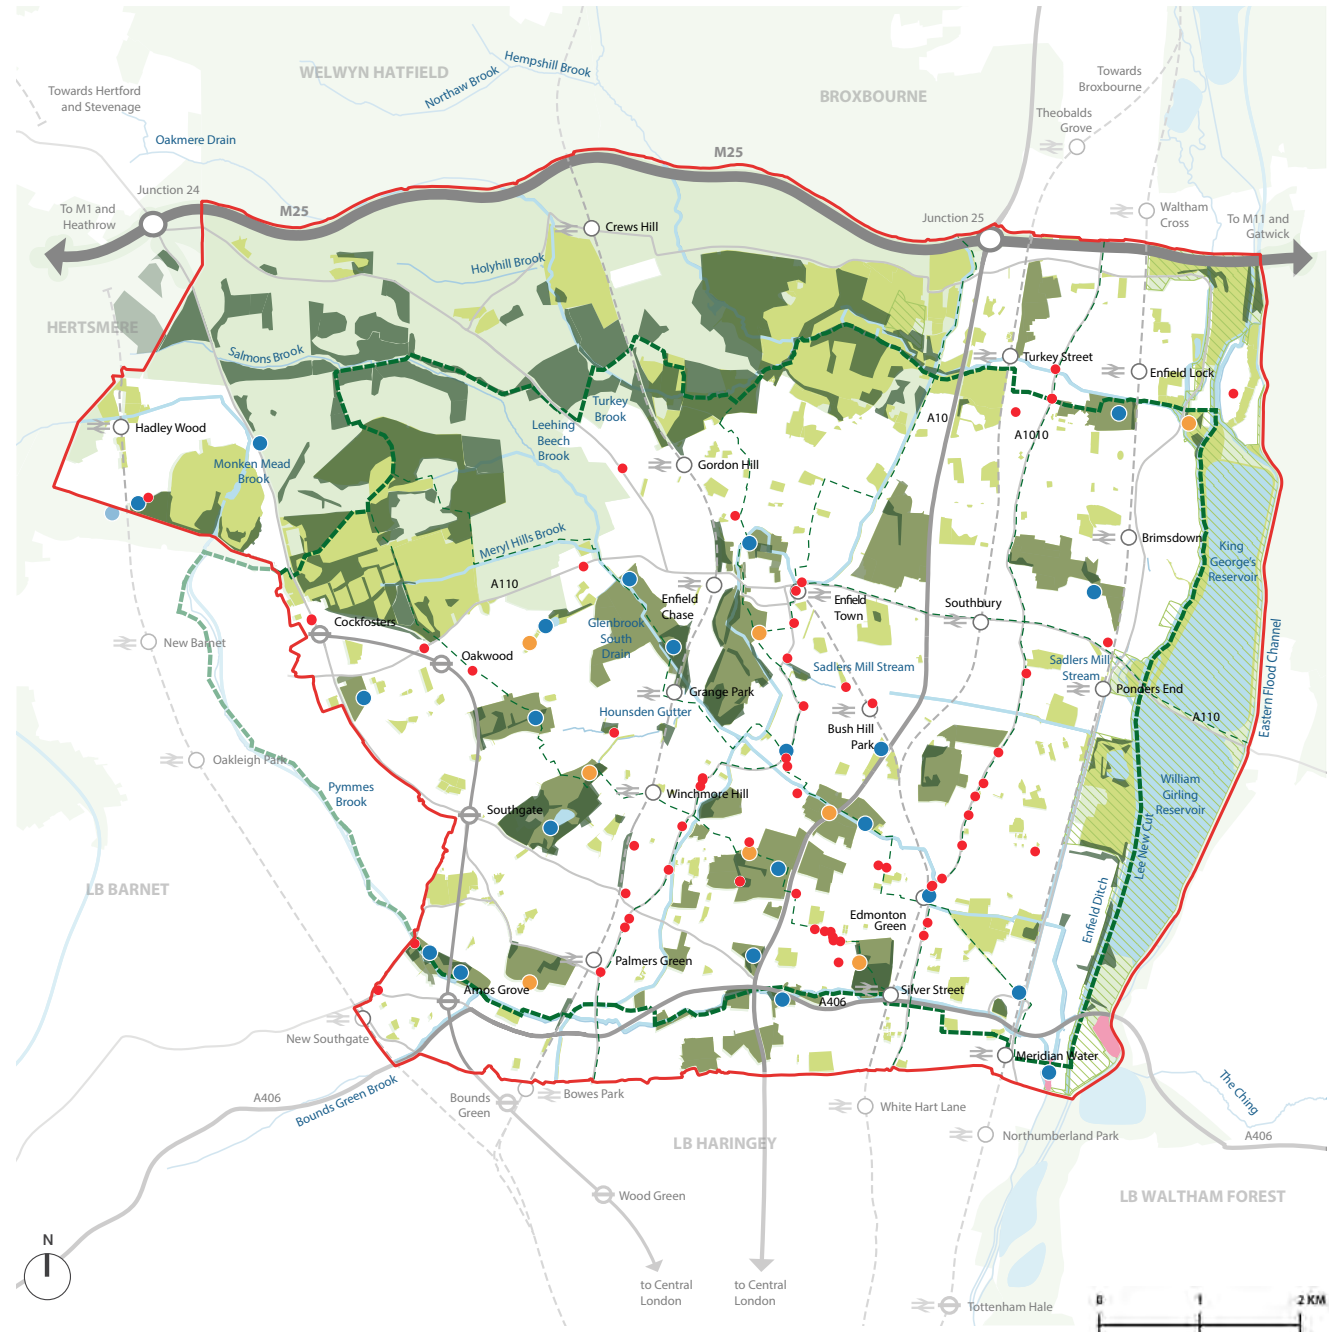 WELWYN HATFIELD
Hempshill Brook
Northaw Brook
BROXBOURNE
Towards
Broxbourne
Towards Hertford
and Stevenage
Theobalds
Grove
Oakmere Drain
M25
Junction 24
To M1 and
Heathrow
M25
Junction 25
Waltham
Cross
To M11 and
Gatwick
Crews Hill
Holyhill Brook
HERTSMERE
Salmons Brook
Turkey Street
Enfield Lock
Turkey
Brook
A10
A1010
Hadley Wood
Leehing
Beech
Brook
Monken Mead
Brook
Gordon Hill
Meryl Hills Brook
Brimsdown
King
George's
Reservoir
A110
Enfield
Chase
Enfield
Town
Southbury
Cockfosters
Glenbrook
South
Drain
New Barnet
Oakwood
Sadlers Mill Stream
Sadlers Mill
Stream
Eastern Flood Channel
Grange Park
Ponders End
Hounsden Gutter
A110
Bush Hill
Park
Oakleigh Park
Pymmes
Brook
Winchmore Hill
William
Girling
Reservoir
Southgate
Lee New Cut
LB BARNET
Enfield Ditch
Edmonton
Green
Palmers Green
Amos Grove
Silver Street
A406
New Southgate
Meridian Water
A406
Bounds Green Brook
Bounds
Green
Bowes Park
The Ching
White Hart Lane
Northumberland Park
A406
LB HARINGEY
Wood Green
LB WALTHAM FOREST
N
to Central
London
to Central
London
Tottenham Hale
0 1 2 KM